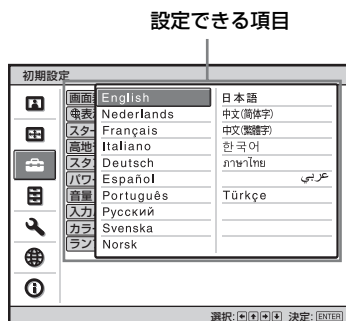 設定できる項目
初期設定
画面
スタ
高地
スタ
パワ
音量
入力
カラ
ラン
English
Nederlands
Français
Italiano
Deutsch
Español
Português
Русский
Svenska
Norsk
日本語
中文(简体字)
中文(繁體字)
한국어
ภาษาไทย
عربي
Türkçe
選択: 決定: ENTER